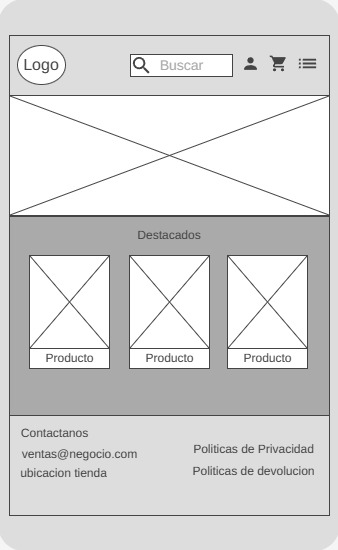 Logo
Buscar
Destacados
Producto
Producto
Producto
Contactanos
ventas@negocio.com
ubicacion tienda
Politicas de Privacidad
Politicas de devolucion